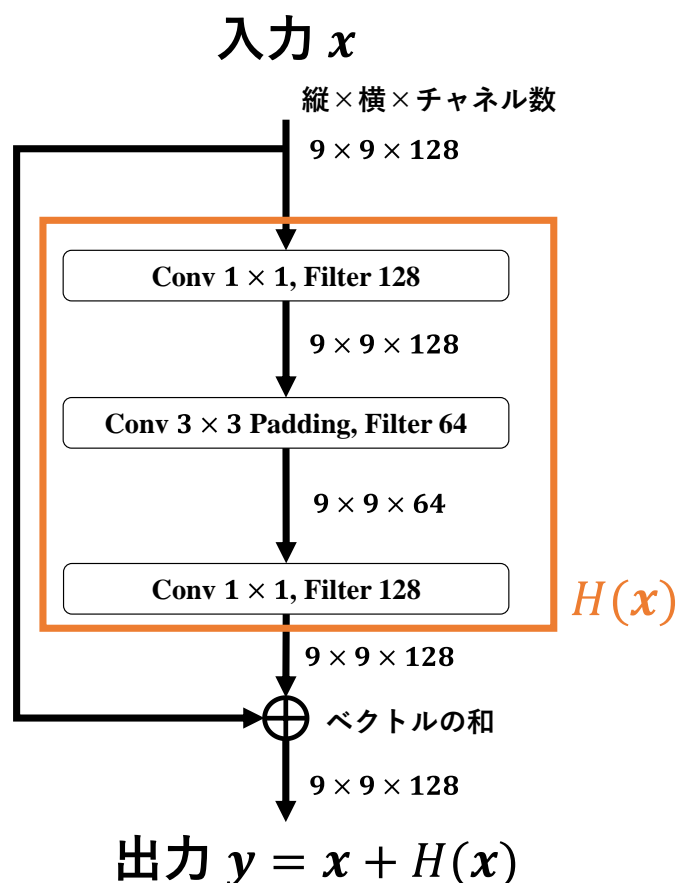 入力 x
縦×横×チャネル数
9 × 9 × 128
Conv 1 × 1, Filter 128
9 × 9 × 128
Conv 3 × 3 Padding, Filter 64
9 × 9 × 64
Conv 1 × 1, Filter 128
H(x)
9 × 9 × 128
ベクトルの和
9 × 9 × 128
出力 y = x + H(x)